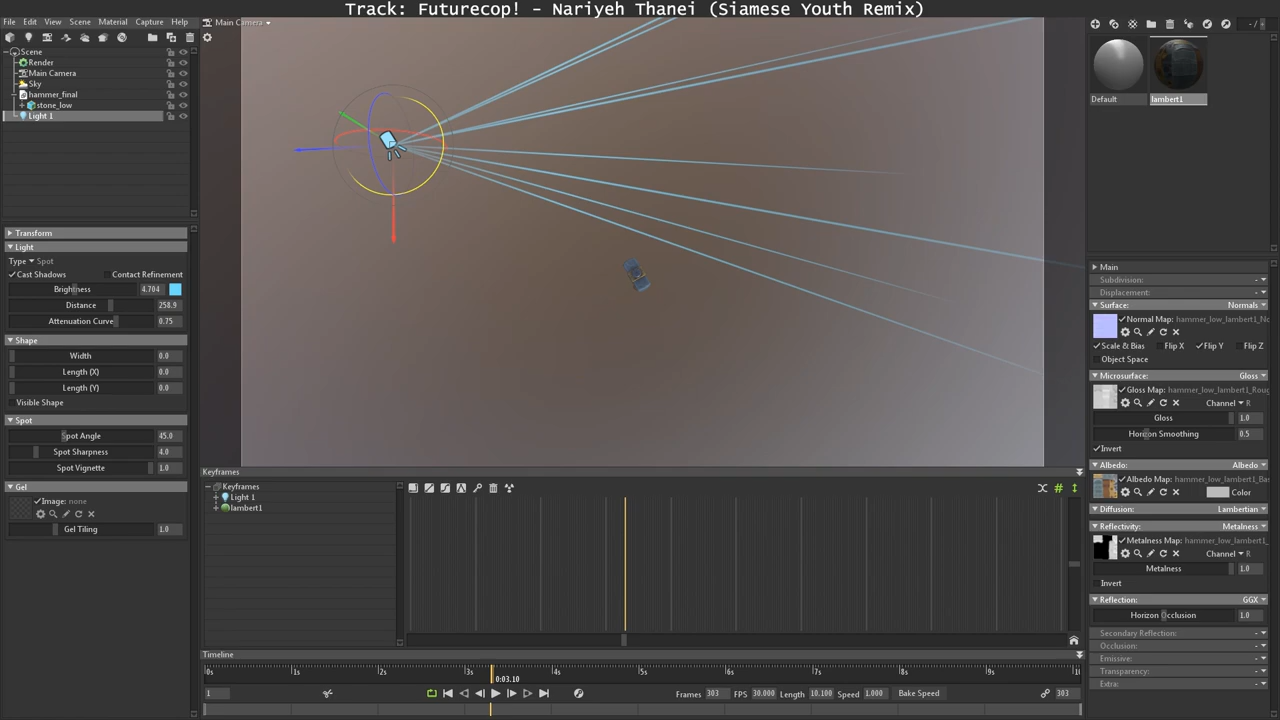 Track: Futurecop! - Nariyeh Thanei (Siamese Youth Remix)
File Edit View Scene Material Capture Help
Main Camera
Scene
Render
Main Camera
Sky
hammer_final
stone_low
Light 1
Transform
Light
Type Spot
Cast Shadows Contact Refinement
Brightness 4.704
Distance 258.9
Attenuation Curve 0.75
Shape
Width 0.0
Length (X) 0.0
Length (Y) 0.0
Visible Shape
Spot
Spot Angle 45.0
Spot Sharpness 4.0
Spot Vignette 1.0
Gel
Image: none
Gel Tiling 1.0
Keyframes
Keyframes
Light 1
lambert1
Timeline
0s 1s 2s 3s 4s 5s 6s 7s 8s 9s 10
0:03.10
1 Frames 303 FPS 30.000 Length 10.100 Speed 1.000 Bake Speed 303
- /
Default lambert1
Main
Subdivision: -
Displacement: -
Surface: Normals
Normal Map: hammer_low_lambert1_No
Scale & Bias Flip X Flip Y Flip Z
Object Space
Microsurface: Gloss
Gloss Map: hammer_low_lambert1_Roug
Channel R
Gloss 1.0
Horizon Smoothing 0.5
Invert
Albedo: Albedo
Albedo Map: hammer_low_lambert1_Bas
Color
Diffusion: Lambertian
Reflectivity: Metalness
Metalness Map: hammer_low_lambert1_
Channel R
Metalness 1.0
Invert
Reflection: GGX
Horizon Occlusion 1.0
Secondary Reflection: -
Occlusion: -
Emissive: -
Transparency: -
Extra: -